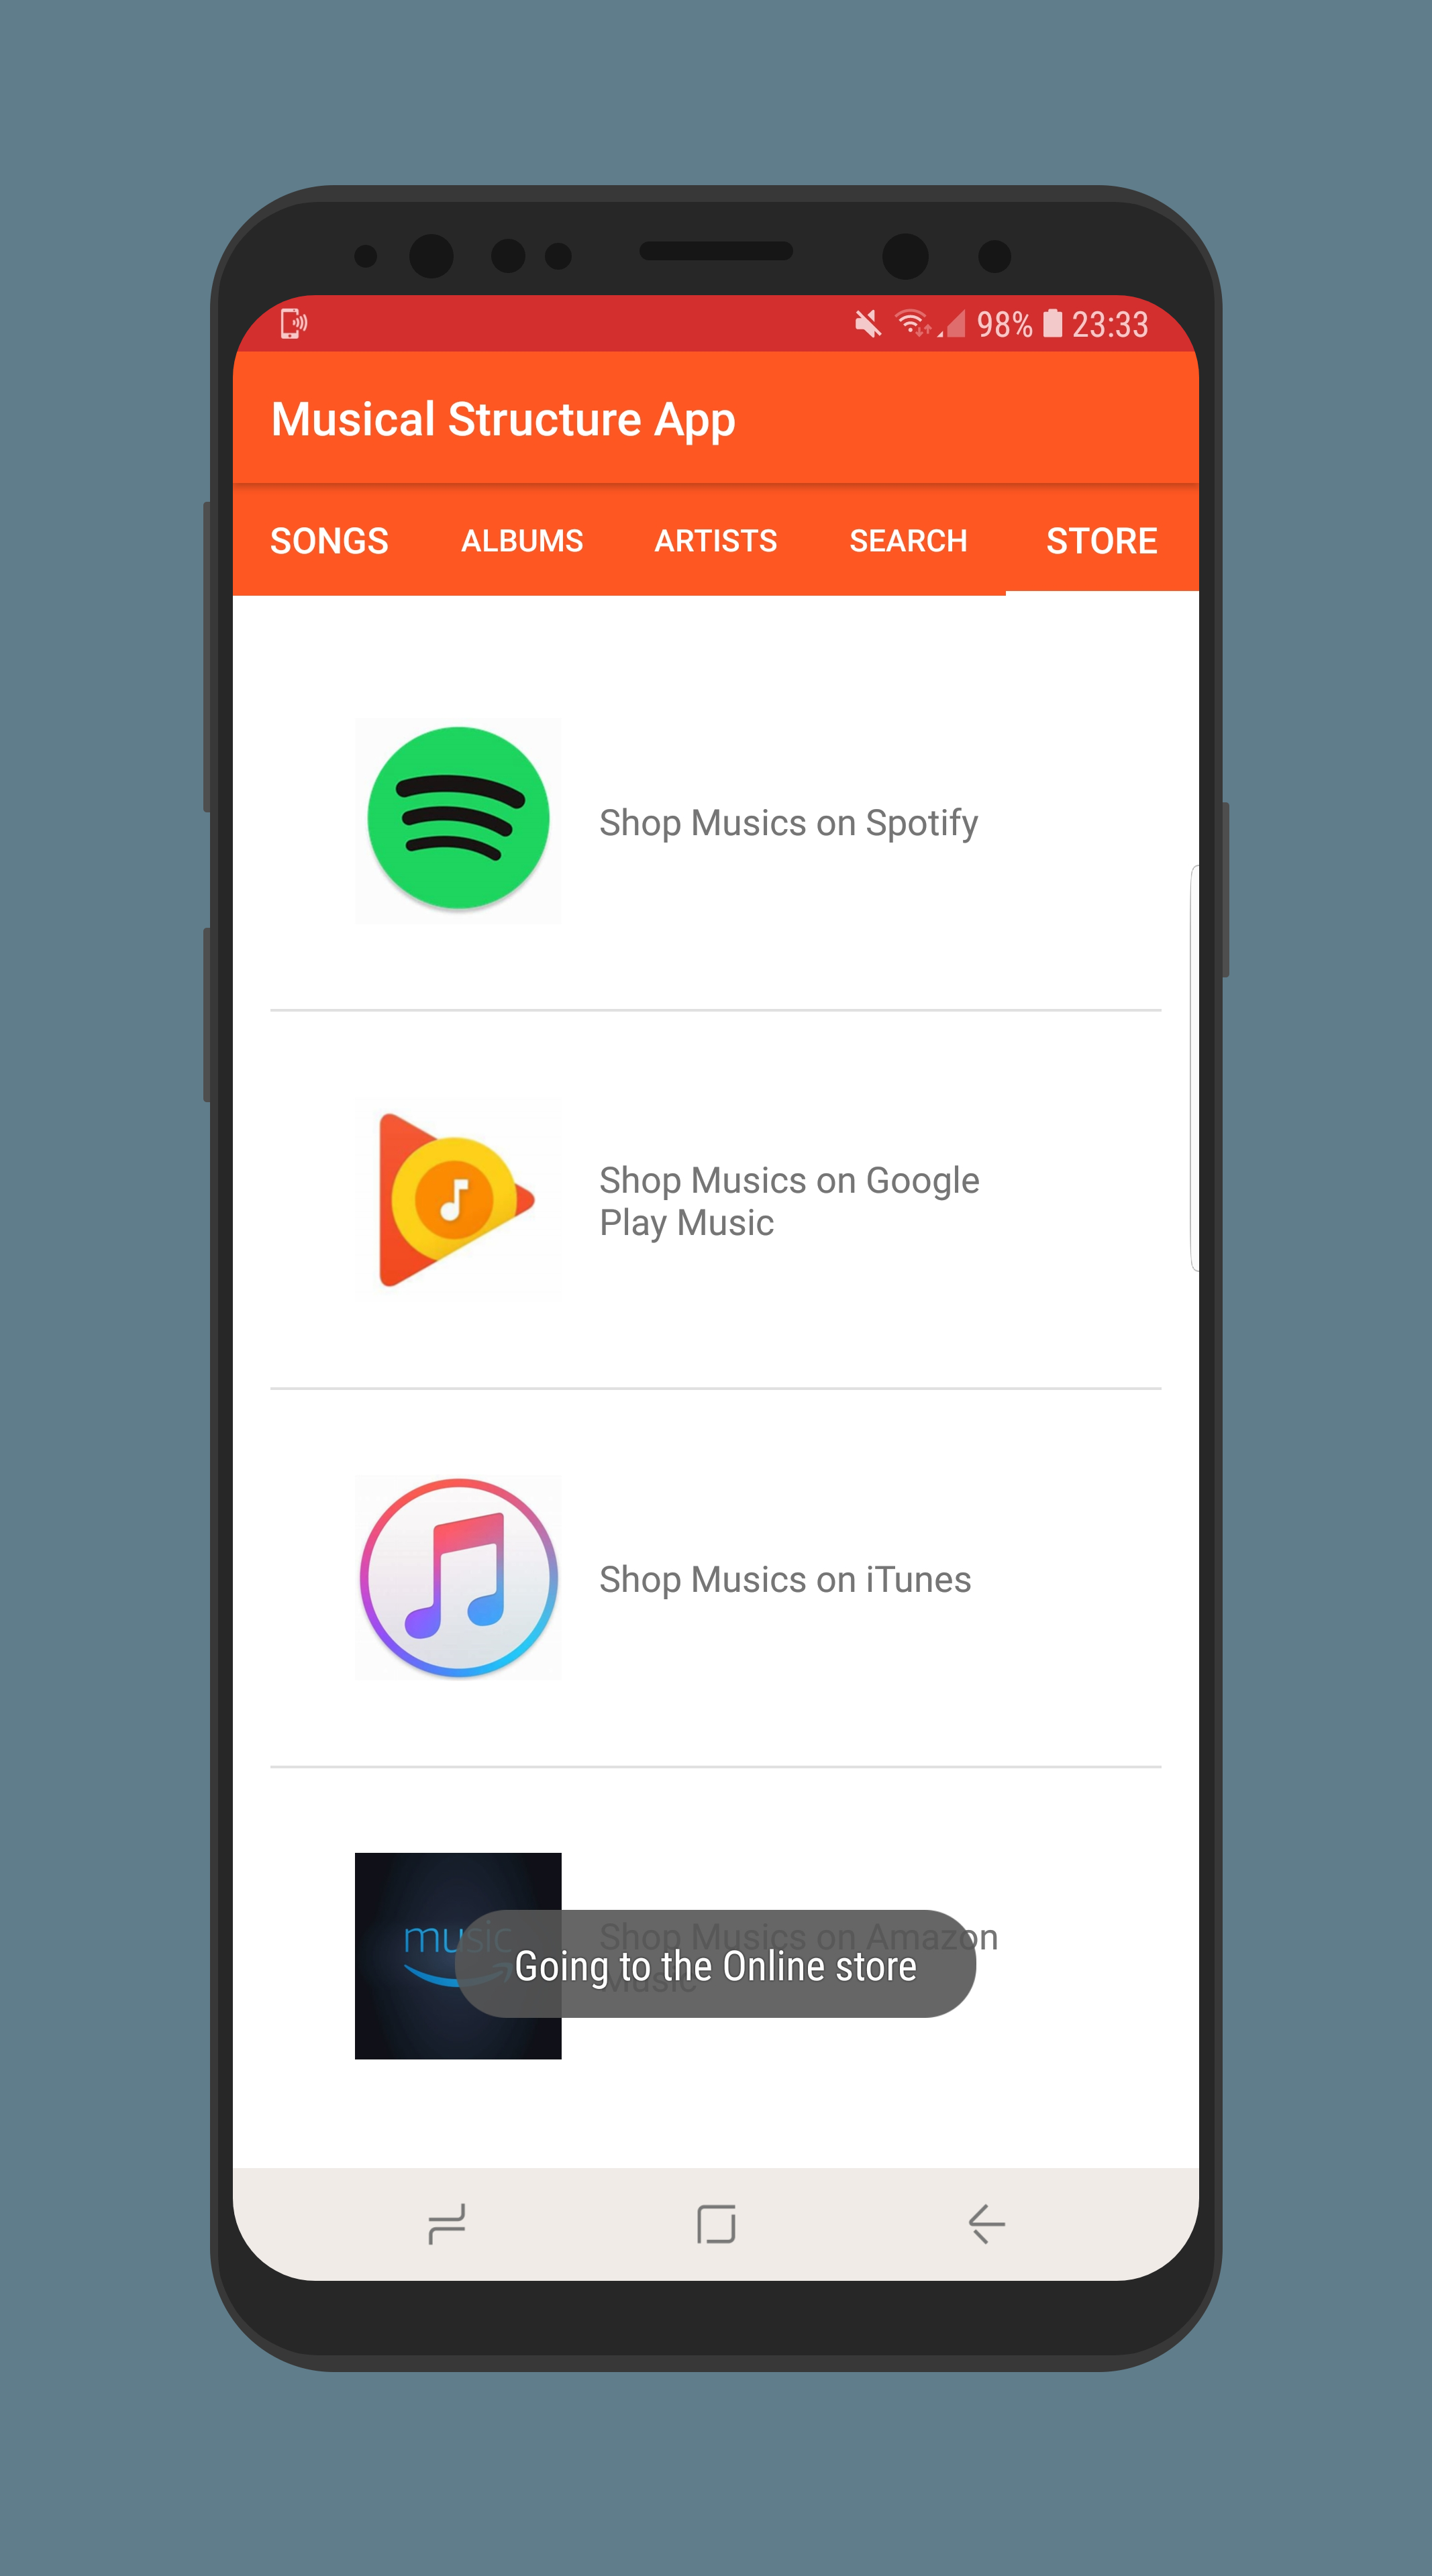 98% 23:33
Musical Structure App
SONGS ALBUMS ARTISTS SEARCH STORE
Shop Musics on Spotify
Shop Musics on Google
Play Music
Shop Musics on iTunes
music
Shop Musics on Amazon
Music
Going to the Online store